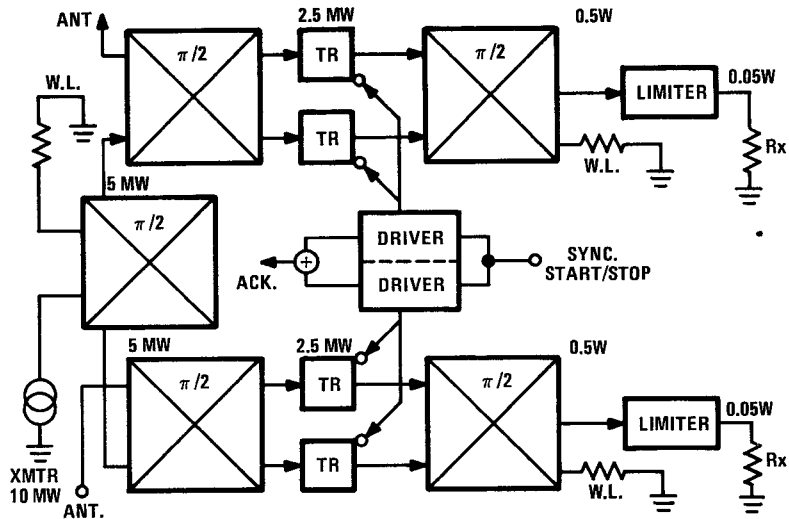 ANT
W.L.
π/2
2.5 MW
TR
TR
π/2
0.5W
LIMITER
0.05W
W.L.
Rx
5 MW
π/2
ACK.
+
DRIVER
DRIVER
SYNC.
START/STOP
5 MW
π/2
2.5 MW
TR
TR
π/2
0.5W
LIMITER
0.05W
W.L.
Rx
XMTR
10 MW
ANT.